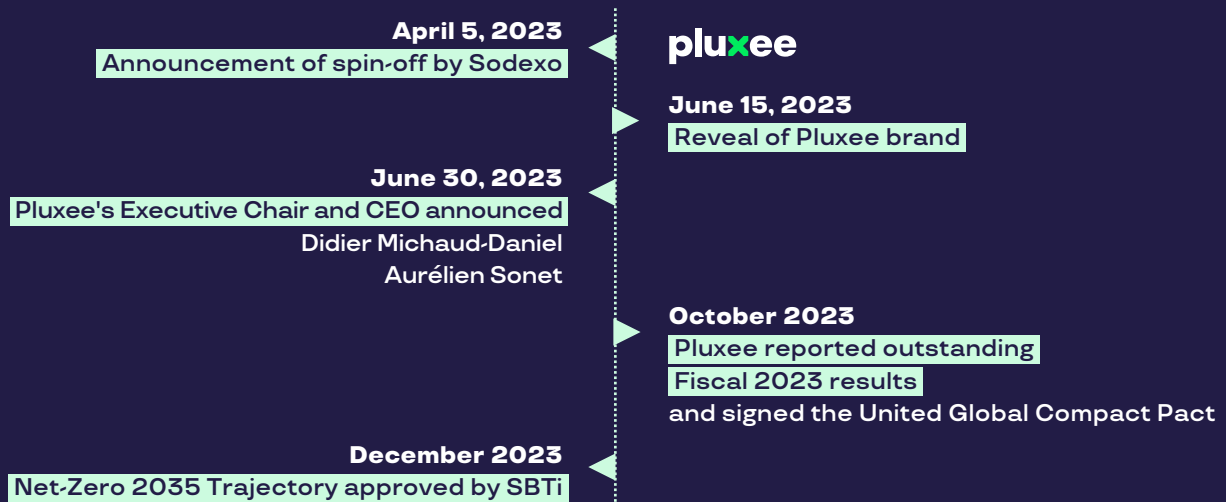 April 5, 2023
Announcement of spin-off by Sodexo
pluxee
June 15, 2023
Reveal of Pluxee brand
June 30, 2023
Pluxee's Executive Chair and CEO announced
Didier Michaud-Daniel
Aurélien Sonet
October 2023
Pluxee reported outstanding
Fiscal 2023 results
and signed the United Global Compact Pact
December 2023
Net-Zero 2035 Trajectory approved by SBTi